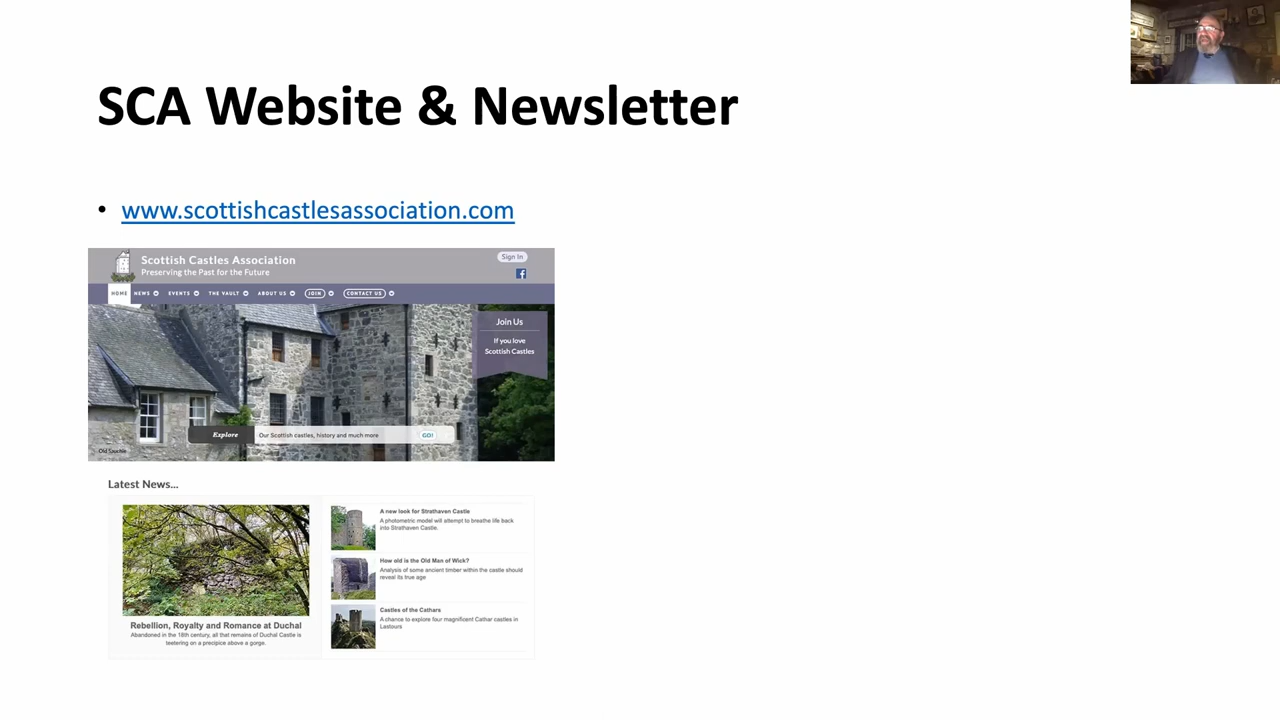 SCA Website & Newsletter
• www.scottishcastlesassociation.com
Scottish Castles Association
Preserving the Past for the Future
Sign In
HOME NEWS EVENTS THE VAULT ABOUT US JOIN CONTACT US
Join Us
If you love
Scottish Castles
Explore Our Scottish castles, history and much more GO!
Latest News...
Rebellion, Royalty and Romance at Duchal
Abandoned in the 18th century, all that remains of Duchal Castle is
teetering on a precipice above a gorge.
A new look for Strathaven Castle
A photometric model will attempt to breathe life back
into Strathaven Castle.
How old is the Old Man of Wick?
Analysis of some ancient timber within the castle should
reveal its true age
Castles of the Cathars
A chance to explore four magnificent Cathar castles in
Lastours